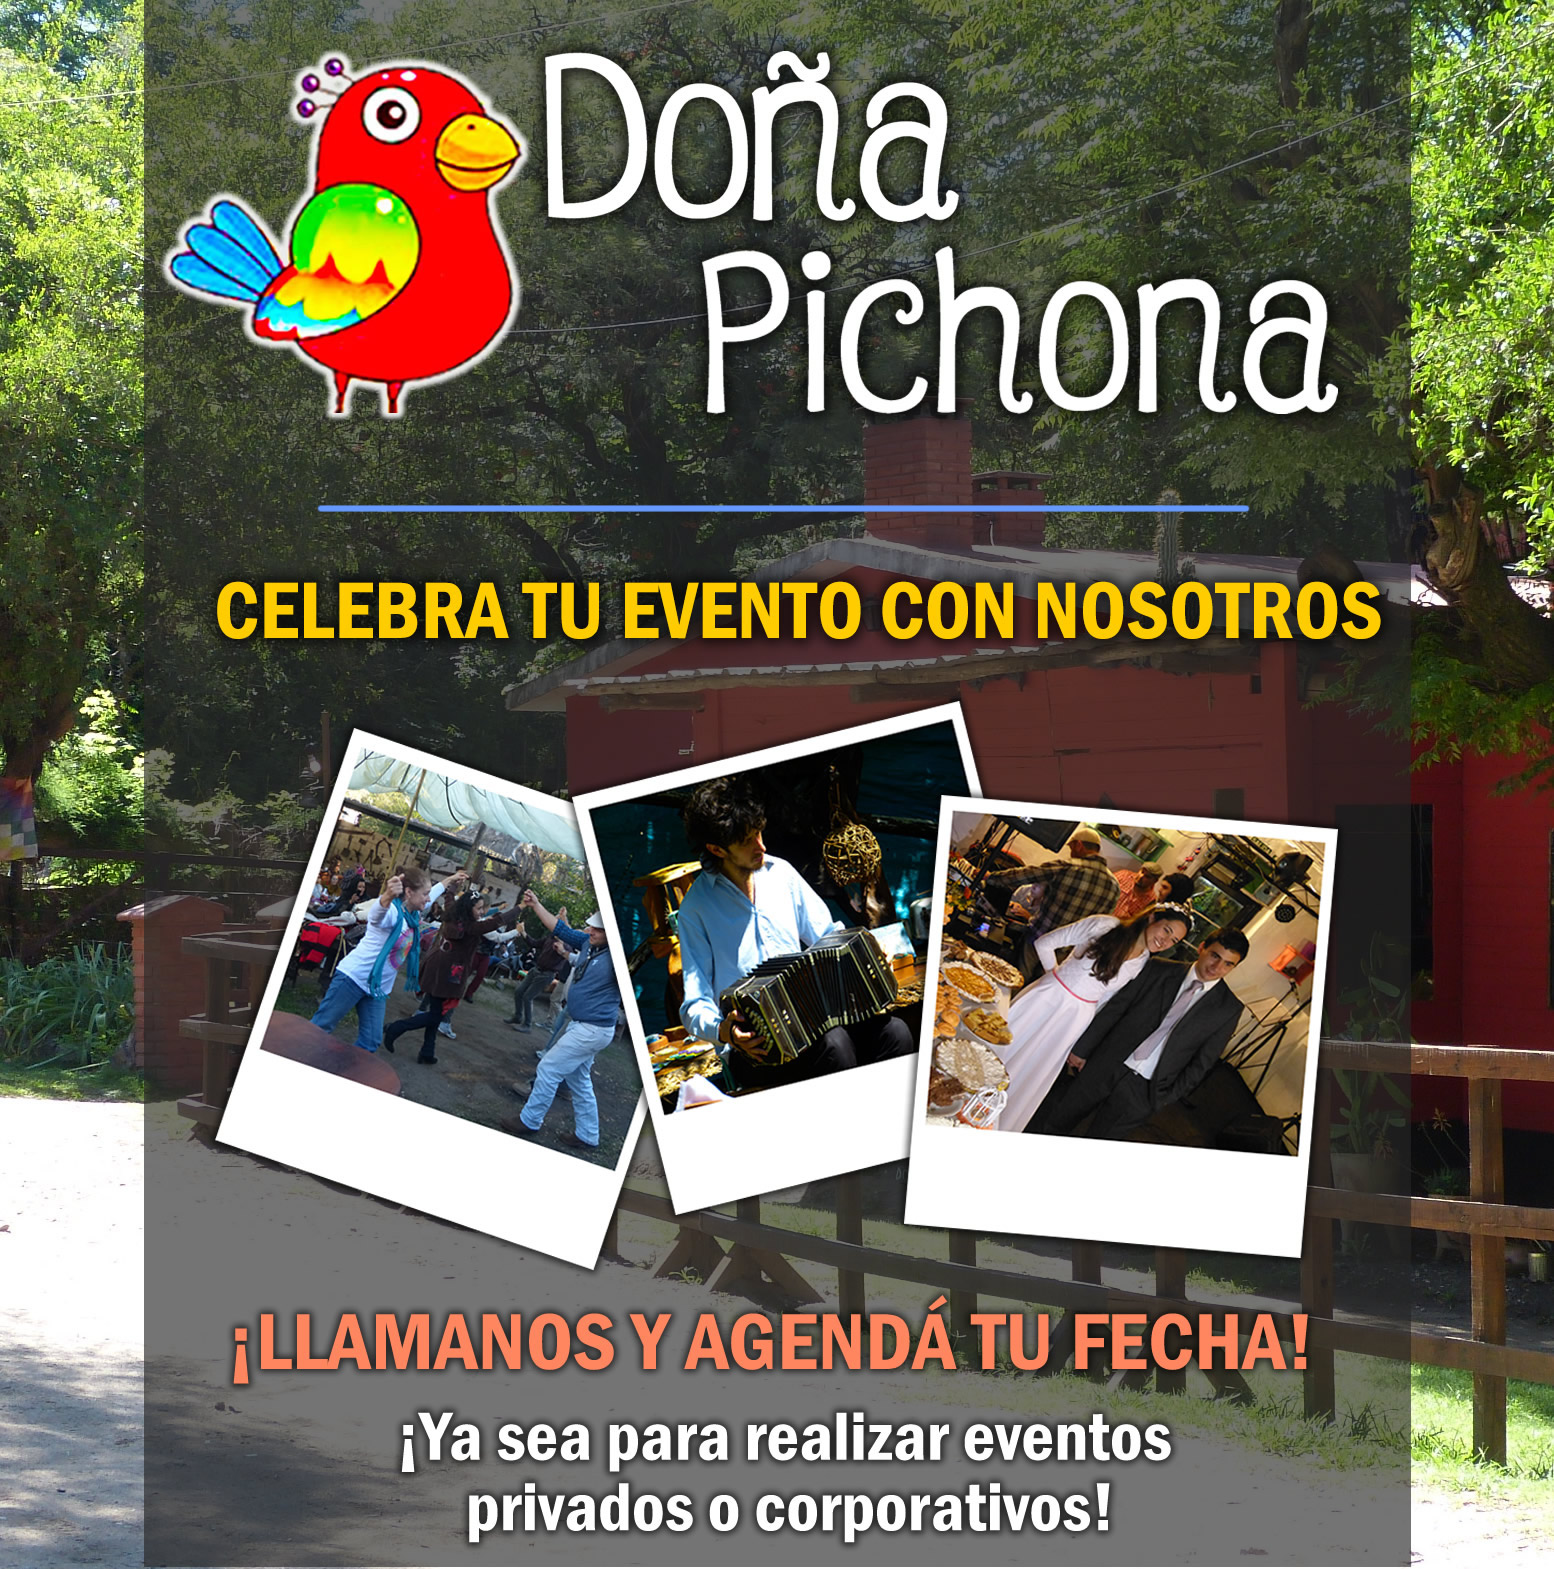 Doña
Pichona
CELEBRA TU EVENTO CON NOSOTROS
¡LLAMANOS Y AGENDÁ TU FECHA!
¡Ya sea para realizar eventos
privados o corporativos!